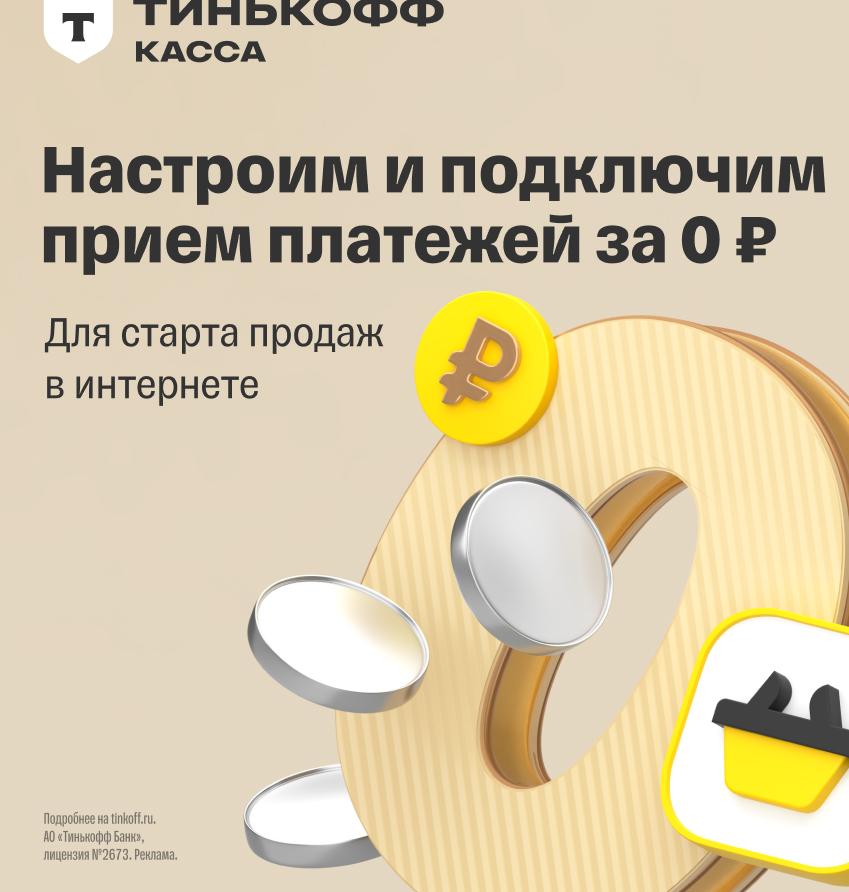 Т
ТИНЬКОФФ
КАССА
Настроим и подключим
прием платежей за 0 ₽
Для старта продаж
в интернете
₽
Подробнее на tinkoff.ru.
АО «Тинькофф Банк»,
лицензия №2673. Реклама.